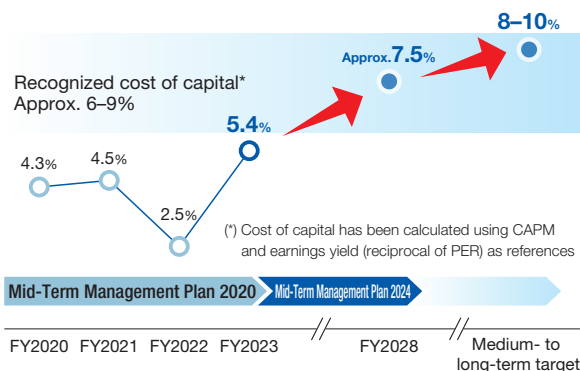 8–10%
Approx.7.5%
Recognized cost of capital*
Approx. 6–9%
5.4%
4.3%
4.5%
2.5%
(*) Cost of capital has been calculated using CAPM
and earnings yield (reciprocal of PER) as references
Mid-Term Management Plan 2020
Mid-Term Management Plan 2024
FY2020
FY2021
FY2022
FY2023
FY2028
Medium- to
long-term target